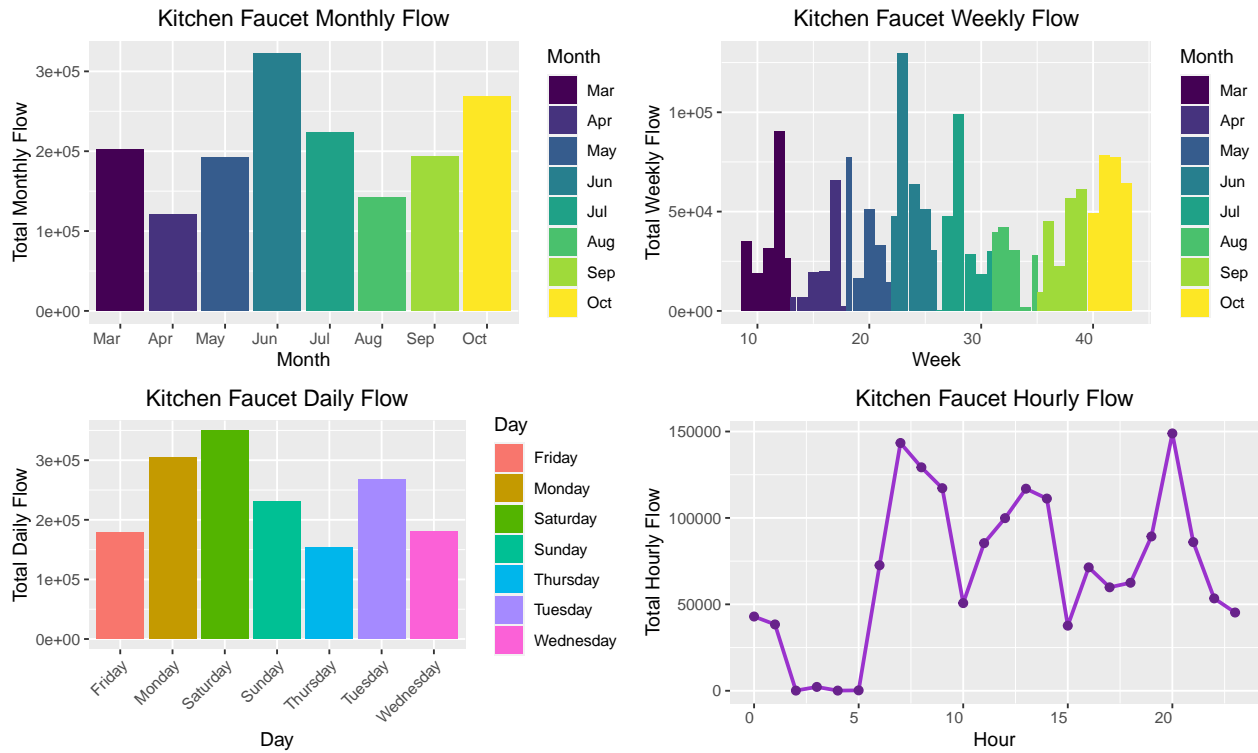 Kitchen Faucet Monthly Flow
Total Monthly Flow
3e+05
2e+05
1e+05
0e+00
Mar Apr May Jun Jul Aug Sep Oct
Month
Month
Mar
Apr
May
Jun
Jul
Aug
Sep
Oct
Kitchen Faucet Weekly Flow
Total Weekly Flow
1e+05
5e+04
0e+00
10 20 30 40
Week
Month
Mar
Apr
May
Jun
Jul
Aug
Sep
Oct
Kitchen Faucet Daily Flow
Total Daily Flow
3e+05
2e+05
1e+05
0e+00
Friday Monday Saturday Sunday Thursday Tuesday Wednesday
Day
Day
Friday
Monday
Saturday
Sunday
Thursday
Tuesday
Wednesday
Kitchen Faucet Hourly Flow
Total Hourly Flow
150000
100000
50000
0
0 5 10 15 20
Hour